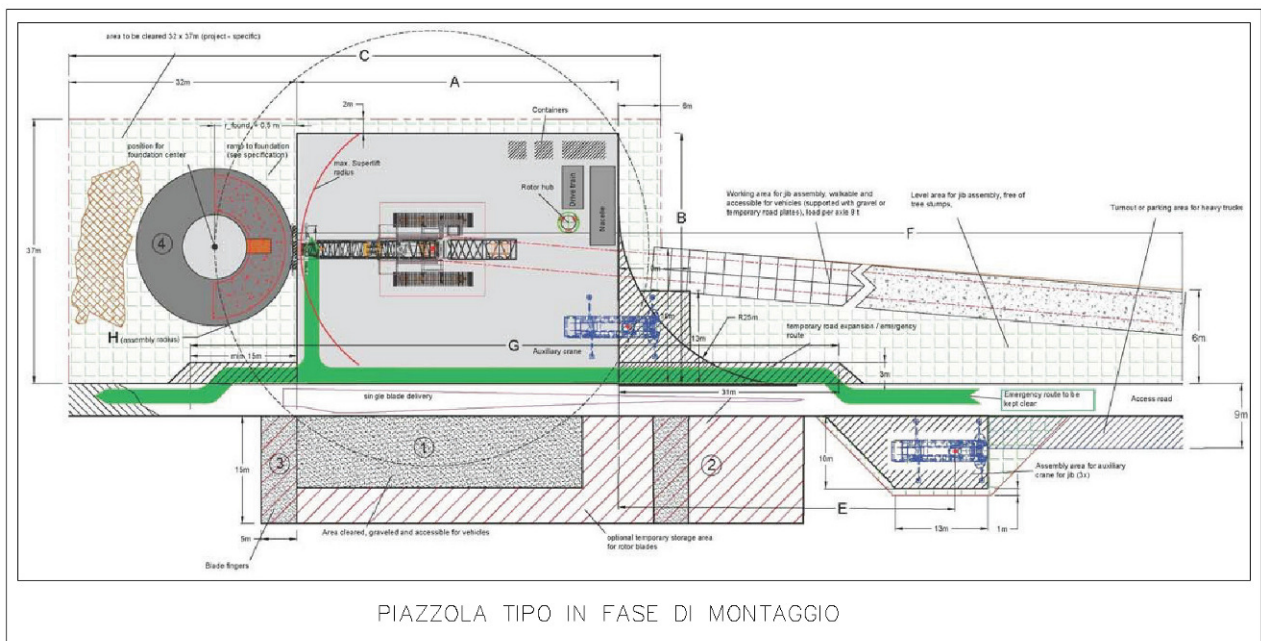 area to be cleared 32 x 37m (project - specific)
C
32m
A
6m
2m
Containers
r_found. + 0,5 m
position for
foundation center
ramp to foundation
(see specification)
max. Superlift
radius
Rotor hub
Drive train
Nacelle
B
Working area for jib assembly, walkable and
accessible for vehicles (supported with gravel or
temporary road plates), load per axle 9 t
Level area for jib assembly, free of
tree stumps,
Turnout or parking area for heavy trucks
F
37m
4
H (assembly radius)
min. 15m
G
Auxiliary crane
10m
R25m
temporary road expansion / emergency
route
6m
3m
31m
single blade delivery
Emergency route to be
kept clear
Access road
9m
1
2
3
15m
10m
Assembly area for auxiliary
crane for jib (3x)
E
13m
1m
5m
Area cleared, graveled and accessible for vehicles
optional temporary storage area
for rotor blades
Blade fingers
PIAZZOLA TIPO IN FASE DI MONTAGGIO